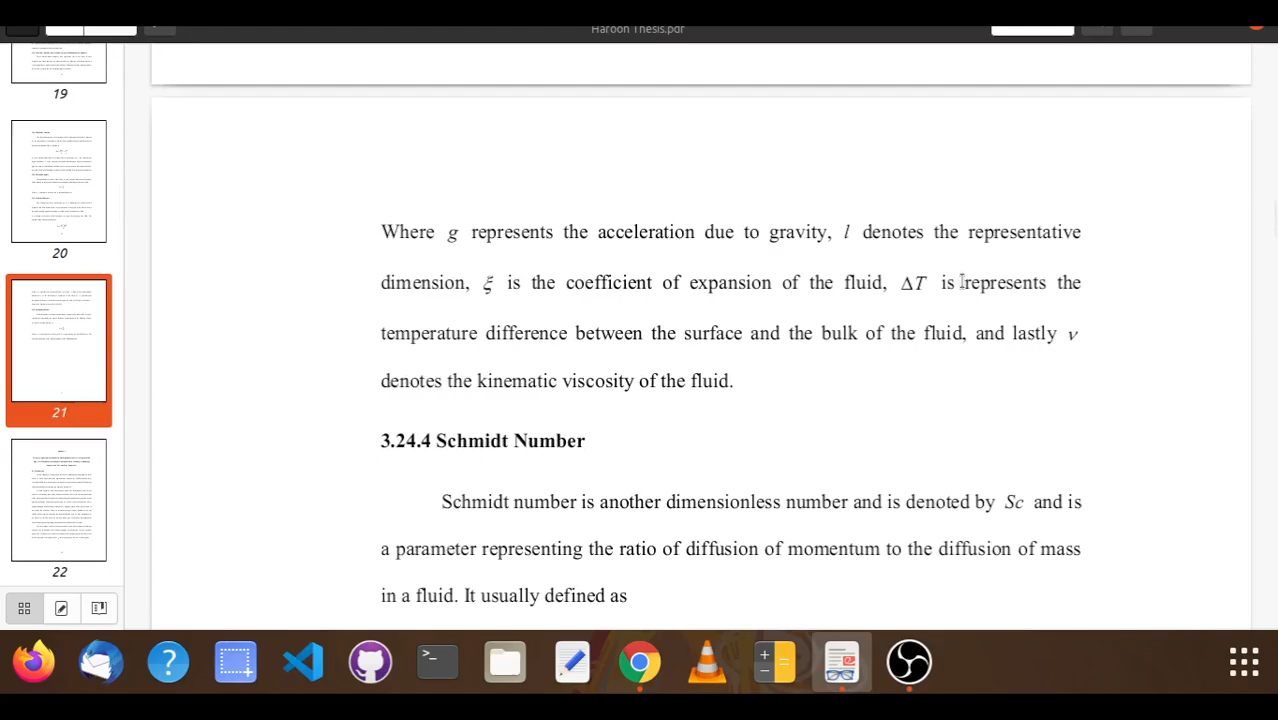 Haroon Thesis.pdf
19
20
21
22
Where g represents the acceleration due to gravity, l denotes the representative
dimension, ξ is the coefficient of expansion of the fluid, ΔT is represents the
temperature difference between the surface and the bulk of the fluid, and lastly ν
denotes the kinematic viscosity of the fluid.
3.24.4 Schmidt Number
Schmidt number is another dimensionless number and is denoted by Sc and is
a parameter representing the ratio of diffusion of momentum to the diffusion of mass
in a fluid. It usually defined as